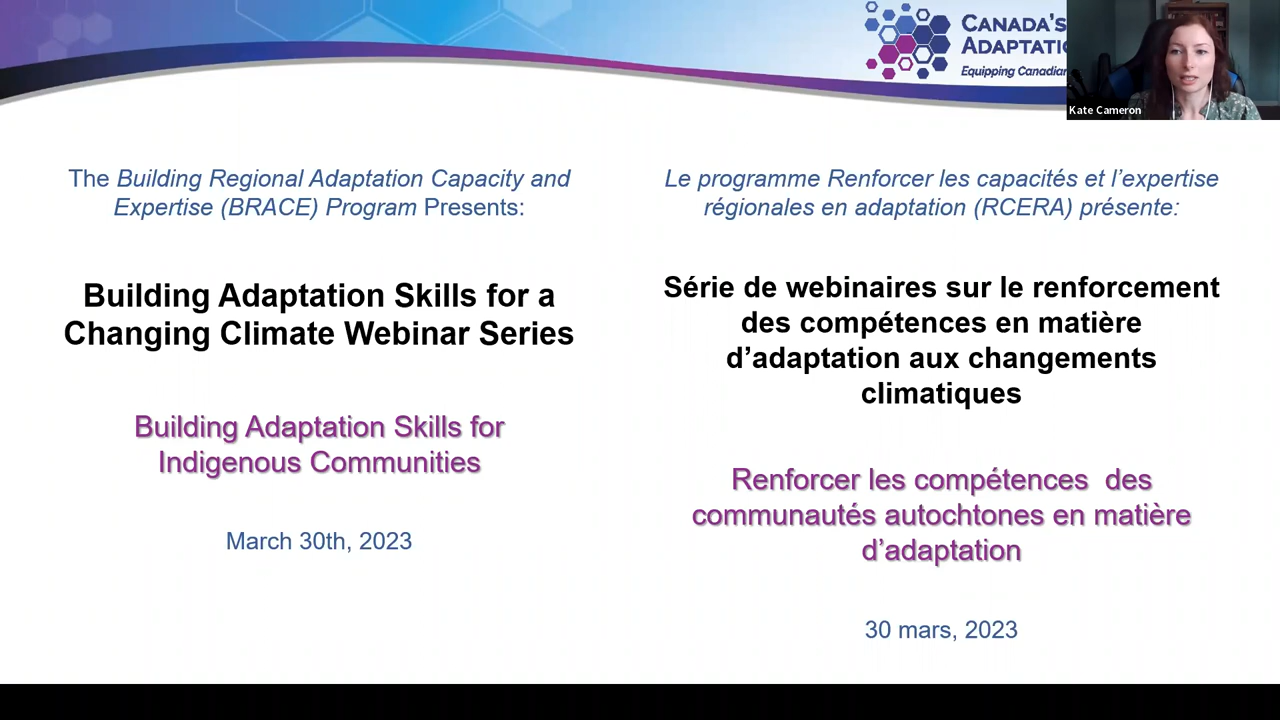 CANADA'S
Equipping Canadian
Kate Cameron
The Building Regional Adaptation Capacity and
Expertise (BRACE) Program Presents:
Building Adaptation Skills for a
Changing Climate Webinar Series
Building Adaptation Skills for
Indigenous Communities
March 30th, 2023
Le programme Renforcer les capacités et l’expertise
régionales en adaptation (RCERA) présente:
Série de webinaires sur le renforcement
des compétences en matière
d’adaptation aux changements
climatiques
Renforcer les compétences des
communautés autochtones en matière
d’adaptation
30 mars, 2023